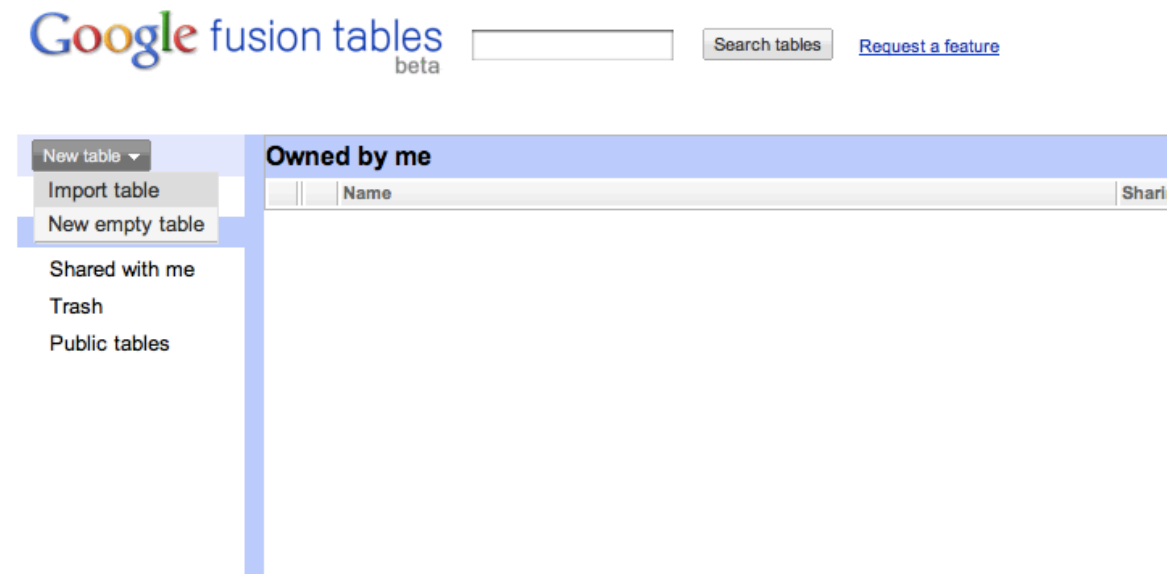 Google fusion tables
beta
Search tables
Request a feature
New table
Import table
New empty table
Shared with me
Trash
Public tables
Owned by me
Name
Shari